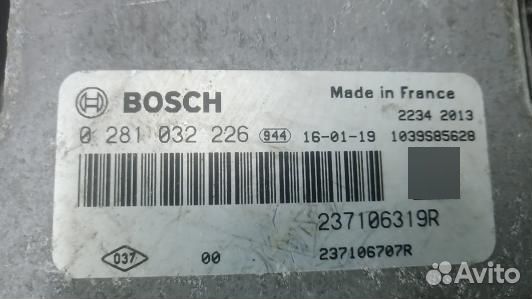 BOSCH
Made in France
2234 2013
0 281 032 226 944 16-01-19 1039S85628
237106319R
037 00 237106707R
Avito